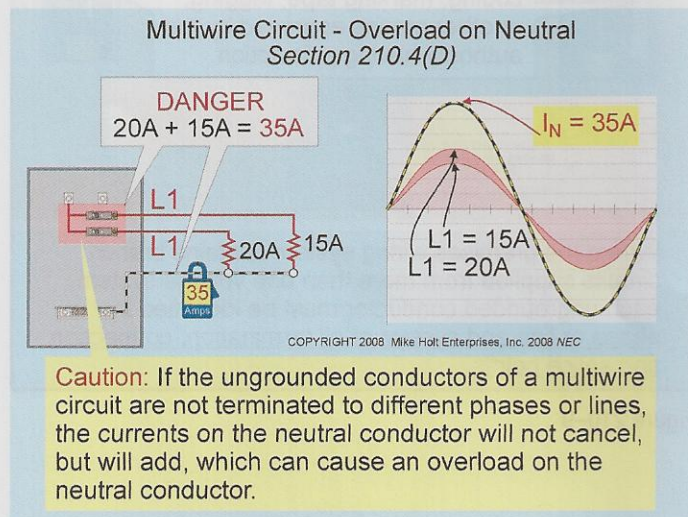 Multiwire Circuit - Overload on Neutral
Section 210.4(D)
DANGER
20A + 15A = 35A
I_N = 35A
L1
L1
20A
15A
35
Amps
L1 = 15A
L1 = 20A
COPYRIGHT 2008 Mike Holt Enterprises, Inc. 2008 NEC
Caution: If the ungrounded conductors of a multiwire
circuit are not terminated to different phases or lines,
the currents on the neutral conductor will not cancel,
but will add, which can cause an overload on the
neutral conductor.